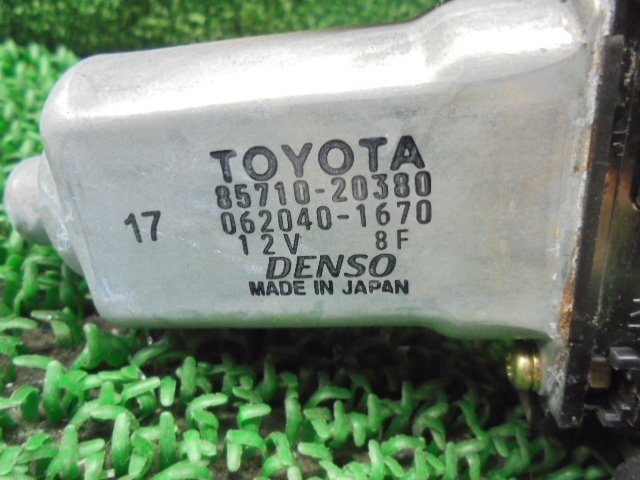 TOYOTA
85710-20380
17
062040-1670
12V 8F
DENSO
MADE IN JAPAN